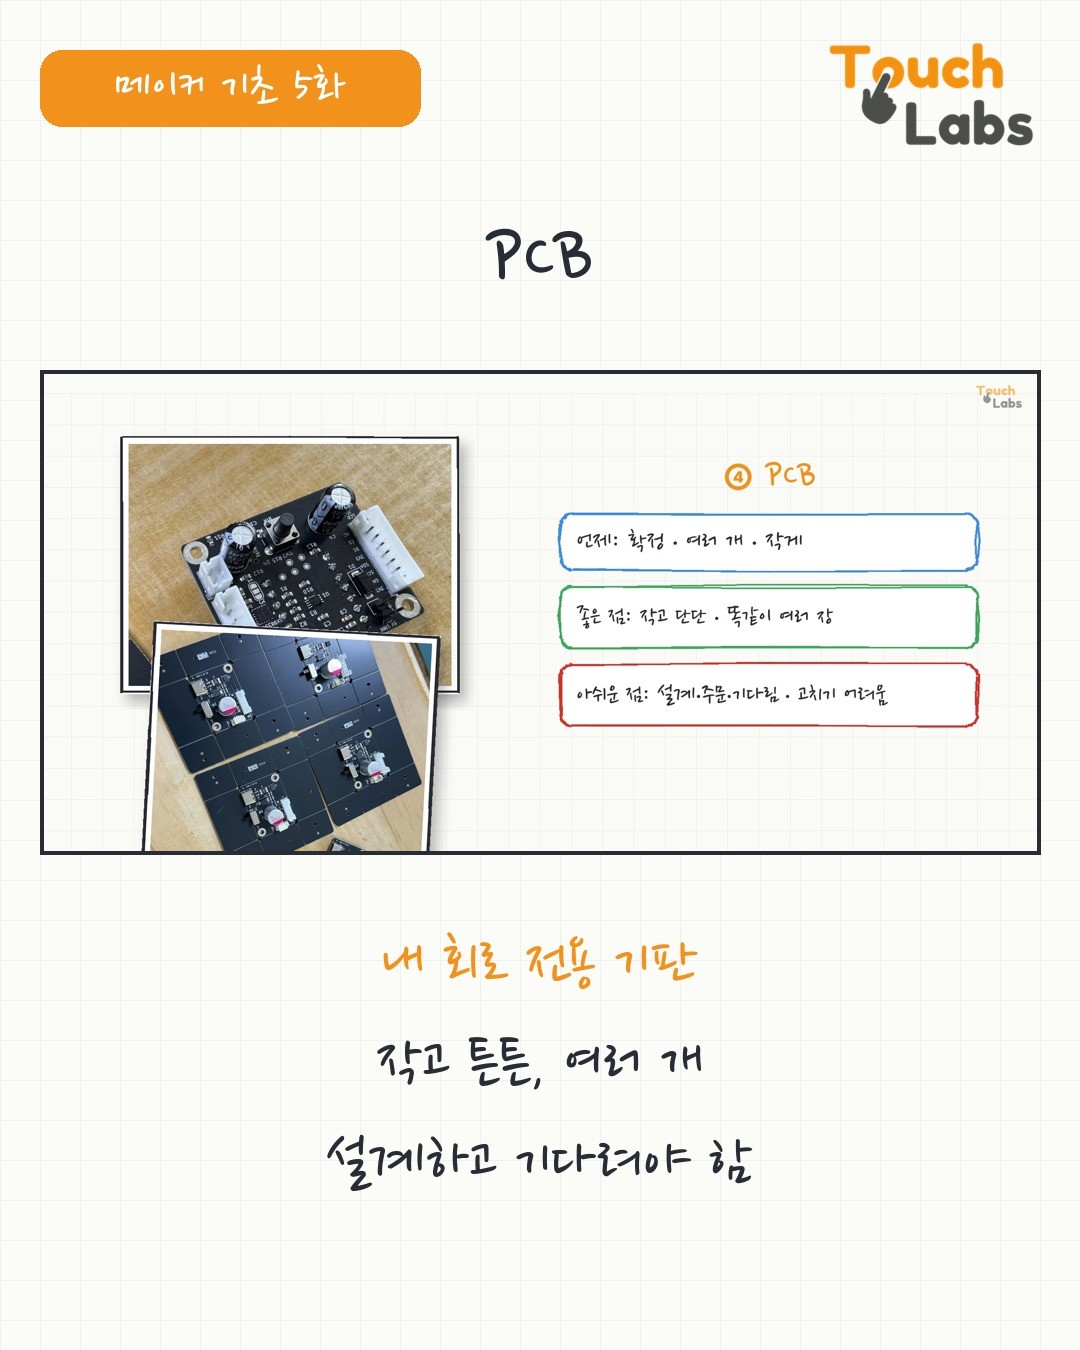 메이커 기초 5화
Touch
Labs
PCB
Touch
Labs
④ PCB
언제: 확정 · 여러 개 · 작게
좋은 점: 작고 단단 · 똑같이 여러 장
아쉬운 점: 설계·주문·기다림 · 고치기 어려움
내 회로 전용 기판
작고 튼튼, 여러 개
설계하고 기다려야 함